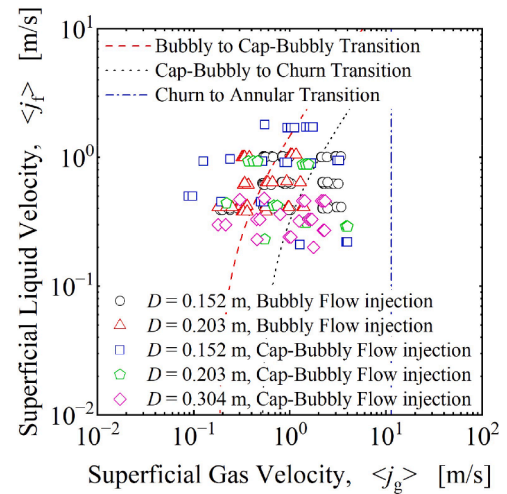 10¹
Bubbly to Cap-Bubbly Transition
Cap-Bubbly to Churn Transition
Churn to Annular Transition
10⁰
10⁻¹
D = 0.152 m, Bubbly Flow injection
D = 0.203 m, Bubbly Flow injection
D = 0.152 m, Cap-Bubbly Flow injection
D = 0.203 m, Cap-Bubbly Flow injection
D = 0.304 m, Cap-Bubbly Flow injection
10⁻²
10⁻² 10⁻¹ 10⁰ 10¹ 10²
Superficial Gas Velocity, <j_g> [m/s]
Superficial Liquid Velocity, <j_f> [m/s]